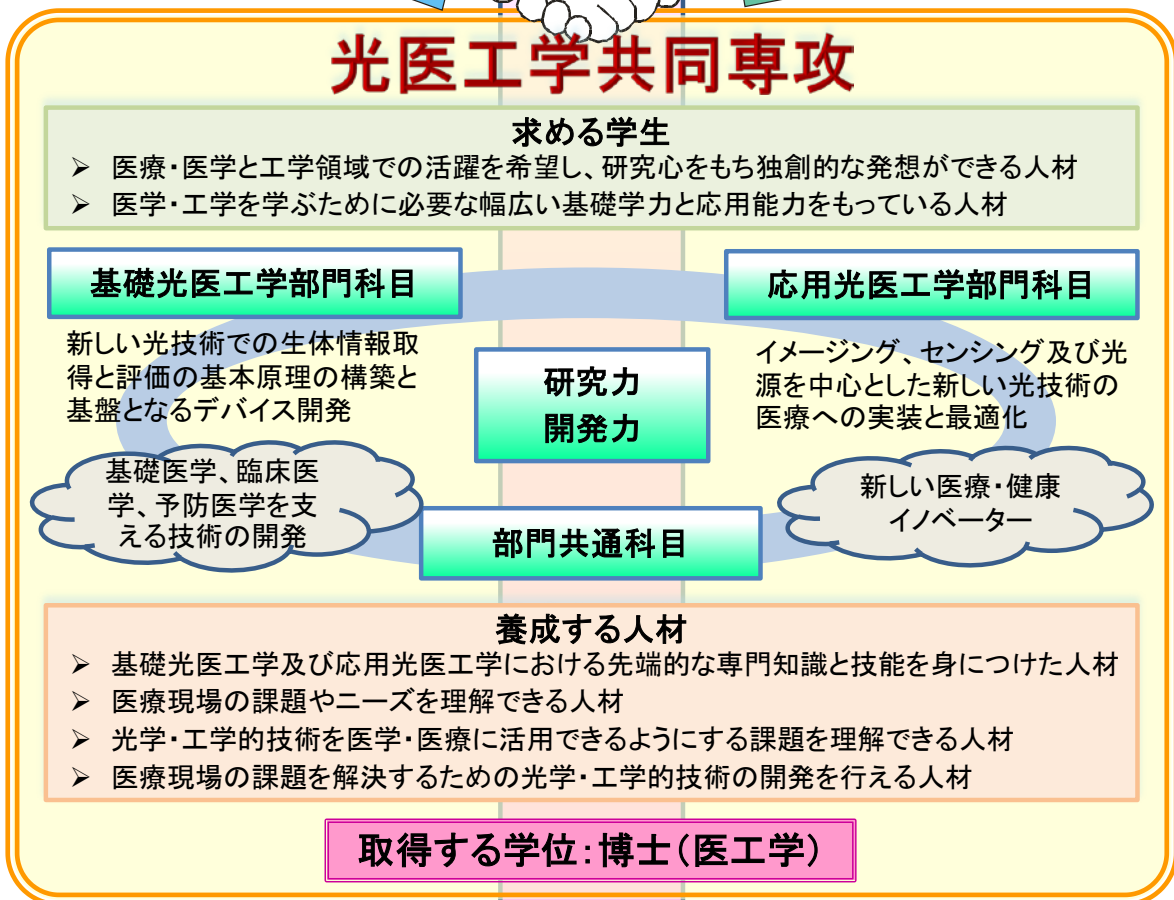 光医工学共同専攻
求める学生
➢ 医療・医学と工学領域での活躍を希望し、研究心をもち独創的な発想ができる人材
➢ 医学・工学を学ぶために必要な幅広い基礎学力と応用能力をもっている人材
基礎光医工学部門科目
新しい光技術での生体情報取
得と評価の基本原理の構築と
基盤となるデバイス開発
基礎医学、臨床医
学、予防医学を支
える技術の開発
研究力
開発力
部門共通科目
応用光医工学部門科目
イメージング、センシング及び光
源を中心とした新しい光技術の
医療への実装と最適化
新しい医療・健康
イノベーター
養成する人材
➢ 基礎光医工学及び応用光医工学における先端的な専門知識と技能を身につけた人材
➢ 医療現場の課題やニーズを理解できる人材
➢ 光学・工学的技術を医学・医療に活用できるようにする課題を理解できる人材
➢ 医療現場の課題を解決するための光学・工学的技術の開発を行える人材
取得する学位:博士(医工学)